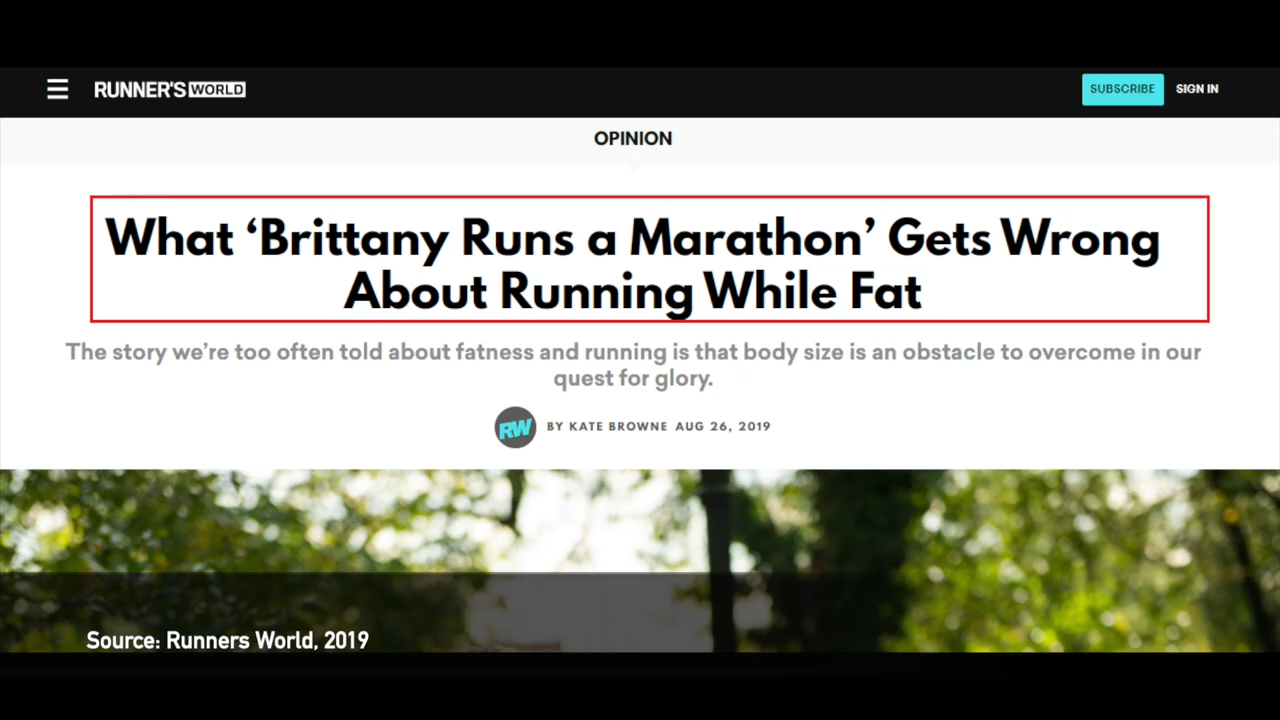 RUNNER'S WORLD
SUBSCRIBE
SIGN IN
OPINION
What ‘Brittany Runs a Marathon’ Gets Wrong
About Running While Fat
The story we’re too often told about fatness and running is that body size is an obstacle to overcome in our
quest for glory.
RW
BY KATE BROWNE AUG 26, 2019
Source: Runners World, 2019